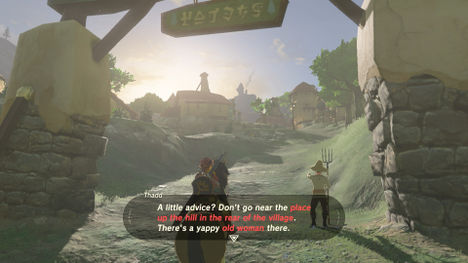 Thadd
A little advice? Don't go near the place
up the hill in the rear of the village.
There's a yappy old woman there.